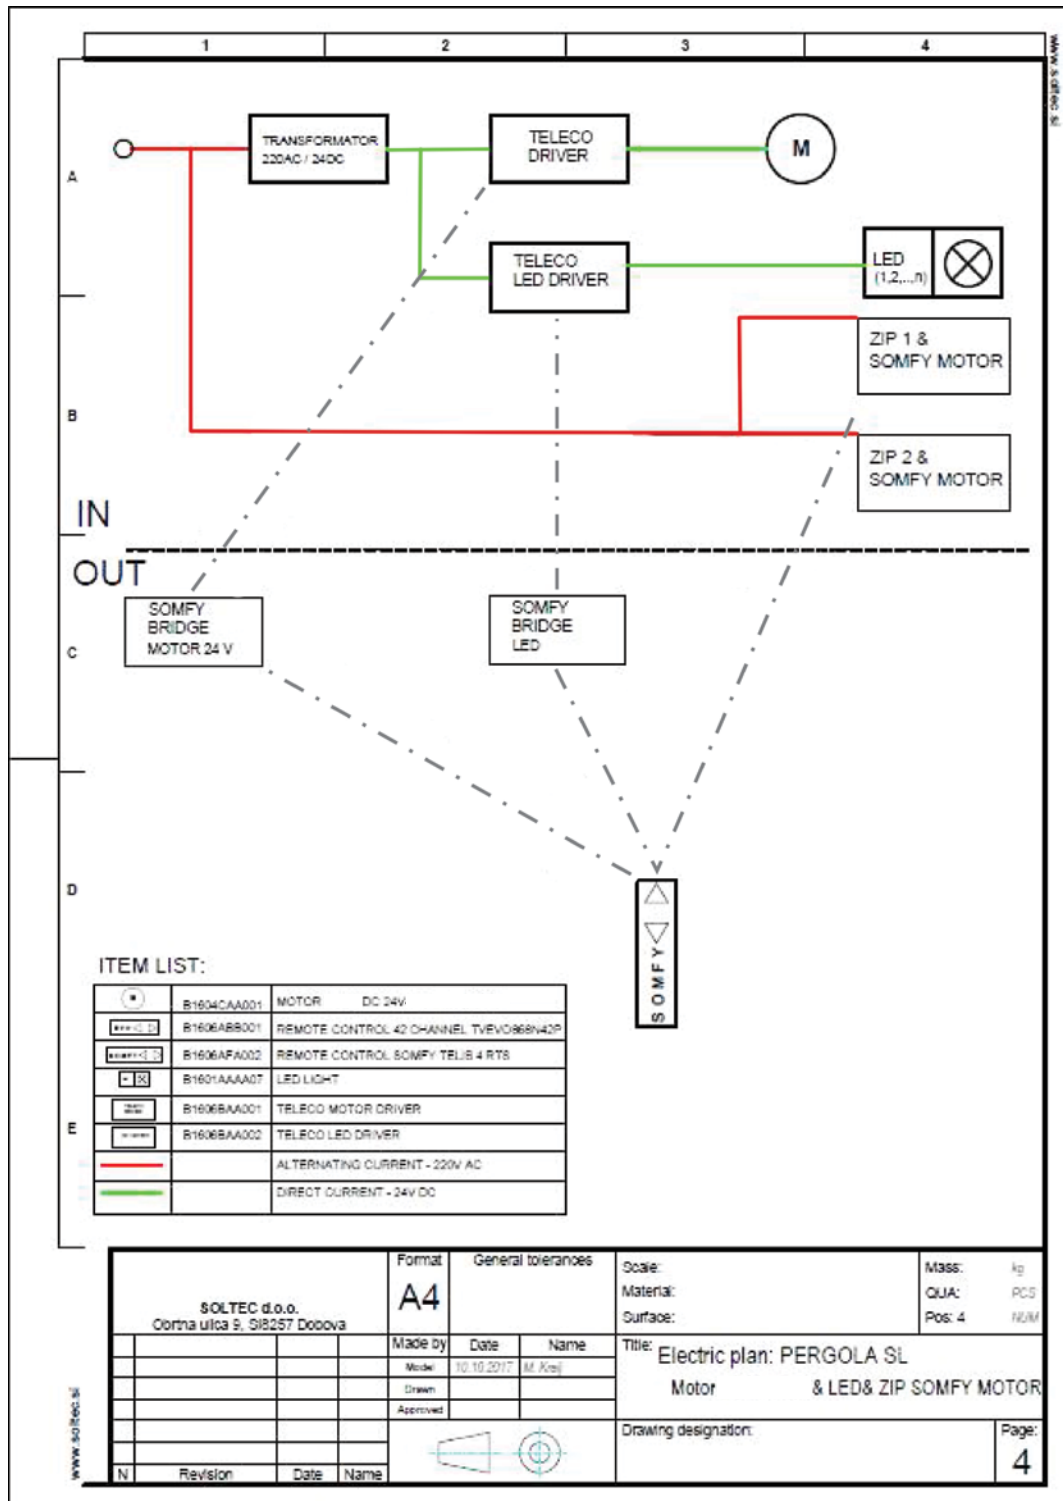 1 2 3 4
www.soltec.si
A
TRANSFORMATOR
220AC / 24DC
TELECO
DRIVER
M
TELECO
LED DRIVER
LED
(1,2,..,n)
ZIP 1 &
SOMFY MOTOR
B
ZIP 2 &
SOMFY MOTOR
IN
OUT
SOMFY
BRIDGE
MOTOR 24 V
SOMFY
BRIDGE
LED
C
D
SOMFY
ITEM LIST:
B1604CAA001 MOTOR DC 24V
B1606ABB001 REMOTE CONTROL 42 CHANNEL TVEVO868N42P
SOMFY B1606AFA002 REMOTE CONTROL SOMFY TELIS 4 RTS
B1601AAAA07 LED LIGHT
B1606BAA001 TELECO MOTOR DRIVER
E
B1606BAA002 TELECO LED DRIVER
ALTERNATING CURRENT - 220V AC
DIRECT CURRENT - 24V DC
SOLTEC d.o.o.
Obrtna ulica 9, SI8257 Dobova
Format
A4
General tolerances
Scale:
Material:
Surface:
Mass: kg
QUA: PCS
Pos: 4 NUM
Made by Date Name
Model 10.10.2017
Drawn
Approved
Title: Electric plan: PERGOLA SL
Motor & LED& ZIP SOMFY MOTOR
Drawing designation:
Page:
4
N Revision Date Name
www.soltec.si